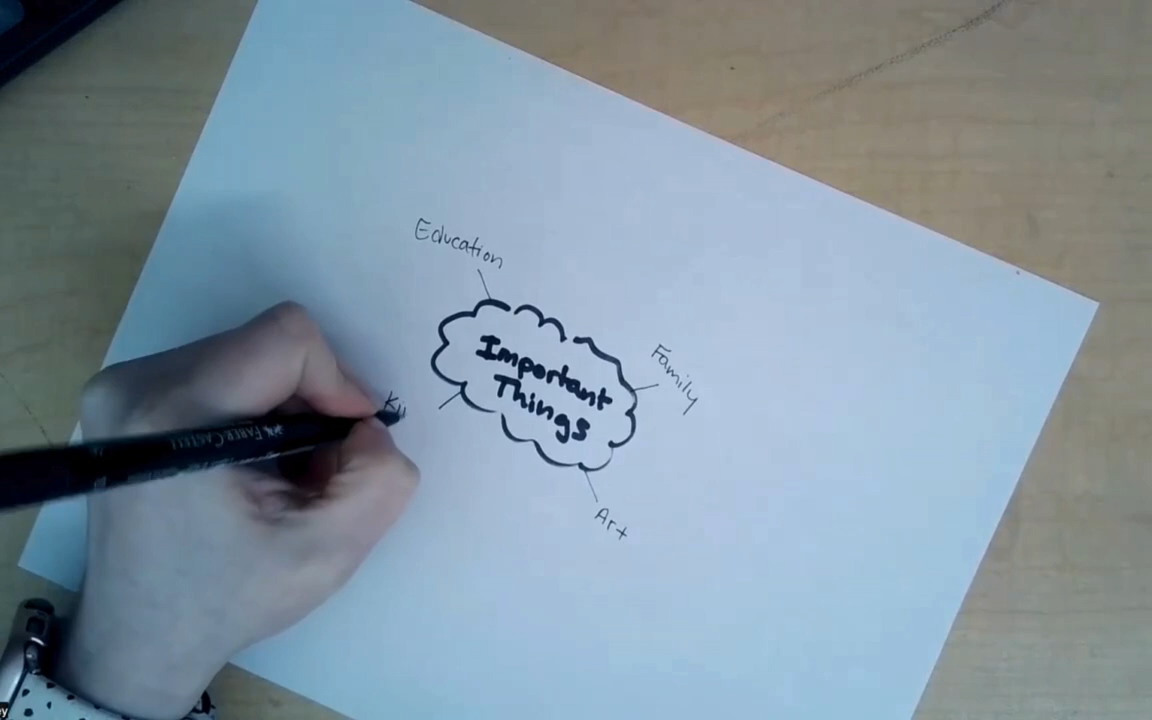 Education
Important
Things
Family
Art
FABER-CASTELL